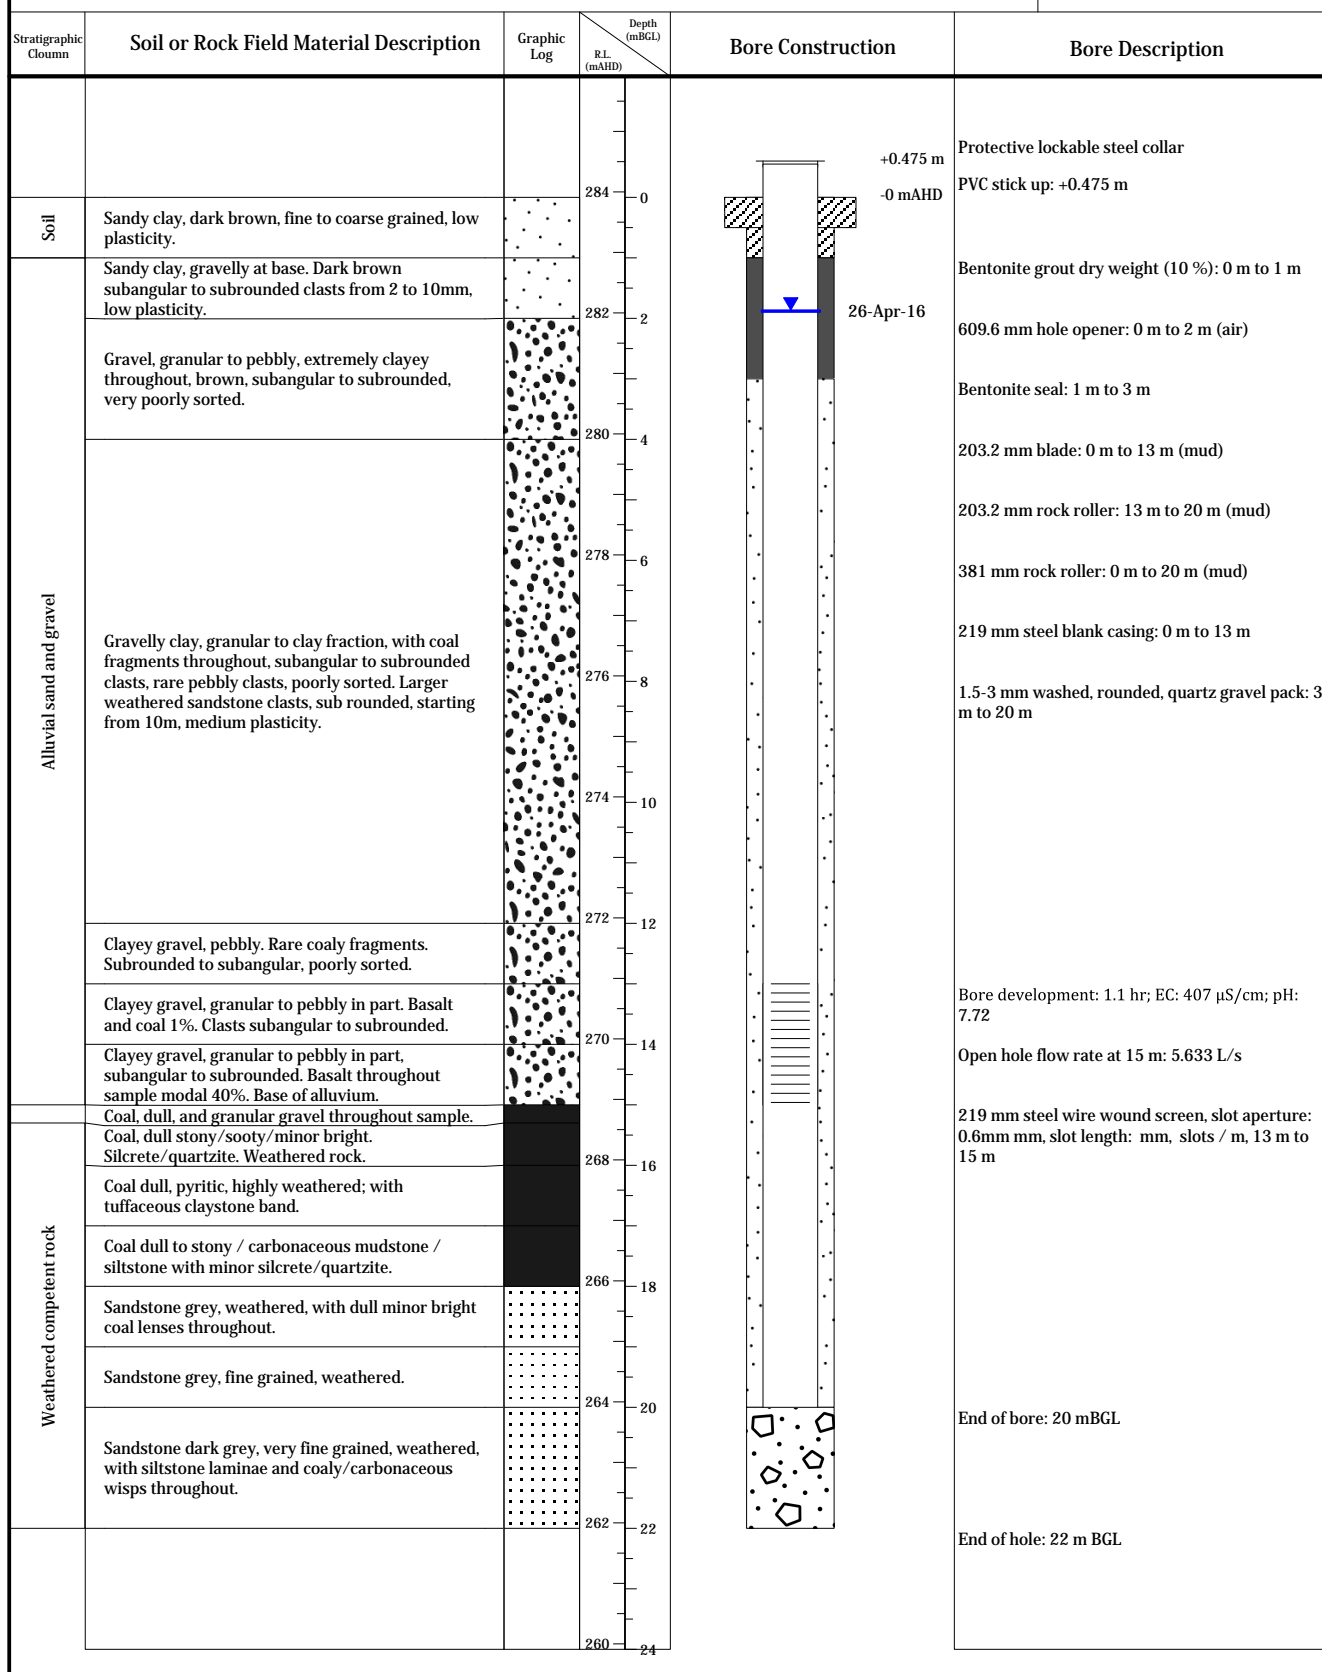 Stratigraphic
Cloumn
Soil or Rock Field Material Description
Graphic
Log
Depth
(mBGL)
R.L.
(mAHD)
Bore Construction
Bore Description
Soil
Sandy clay, dark brown, fine to coarse grained, low
plasticity.
Alluvial sand and gravel
Sandy clay, gravelly at base. Dark brown
subangular to subrounded clasts from 2 to 10mm,
low plasticity.
Gravel, granular to pebbly, extremely clayey
throughout, brown, subangular to subrounded,
very poorly sorted.
Gravelly clay, granular to clay fraction, with coal
fragments throughout, subangular to subrounded
clasts, rare pebbly clasts, poorly sorted. Larger
weathered sandstone clasts, sub rounded, starting
from 10m, medium plasticity.
Clayey gravel, pebbly. Rare coaly fragments.
Subrounded to subangular, poorly sorted.
Clayey gravel, granular to pebbly in part. Basalt
and coal 1%. Clasts subangular to subrounded.
Clayey gravel, granular to pebbly in part,
subangular to subrounded. Basalt throughout
sample modal 40%. Base of alluvium.
Coal, dull, and granular gravel throughout sample.
Weathered competent rock
Coal, dull stony/sooty/minor bright.
Silcrete/quartzite. Weathered rock.
Coal dull, pyritic, highly weathered; with
tuffaceous claystone band.
Coal dull to stony / carbonaceous mudstone /
siltstone with minor silcrete/quartzite.
Sandstone grey, weathered, with dull minor bright
coal lenses throughout.
Sandstone grey, fine grained, weathered.
Sandstone dark grey, very fine grained, weathered,
with siltstone laminae and coaly/carbonaceous
wisps throughout.
284
282
280
278
276
274
272
270
268
266
264
262
260
0
2
4
6
8
10
12
14
16
18
20
22
24
+0.475 m
-0 mAHD
26-Apr-16
Protective lockable steel collar
PVC stick up: +0.475 m
Bentonite grout dry weight (10 %): 0 m to 1 m
609.6 mm hole opener: 0 m to 2 m (air)
Bentonite seal: 1 m to 3 m
203.2 mm blade: 0 m to 13 m (mud)
203.2 mm rock roller: 13 m to 20 m (mud)
381 mm rock roller: 0 m to 20 m (mud)
219 mm steel blank casing: 0 m to 13 m
1.5-3 mm washed, rounded, quartz gravel pack: 3
m to 20 m
Bore development: 1.1 hr; EC: 407 µS/cm; pH:
7.72
Open hole flow rate at 15 m: 5.633 L/s
219 mm steel wire wound screen, slot aperture:
0.6mm mm, slot length: mm, slots / m, 13 m to
15 m
End of bore: 20 mBGL
End of hole: 22 m BGL